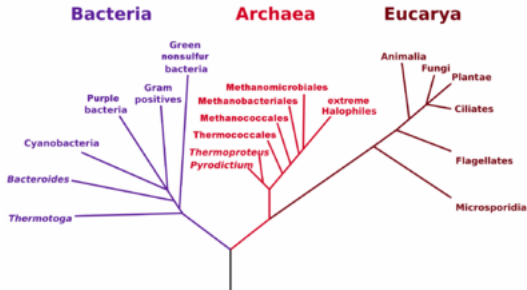 Bacteria
Archaea
Eucarya
Green
nonsulfur
bacteria
Gram
positives
Purple
bacteria
Cyanobacteria
Bacteroides
Thermotoga
Methanomicrobiales
Methanobacteriales
Methanococcales
Thermococcales
Thermoproteus
Pyrodictium
extreme
Halophiles
Animalia
Fungi
Plantae
Ciliates
Flagellates
Microsporidia